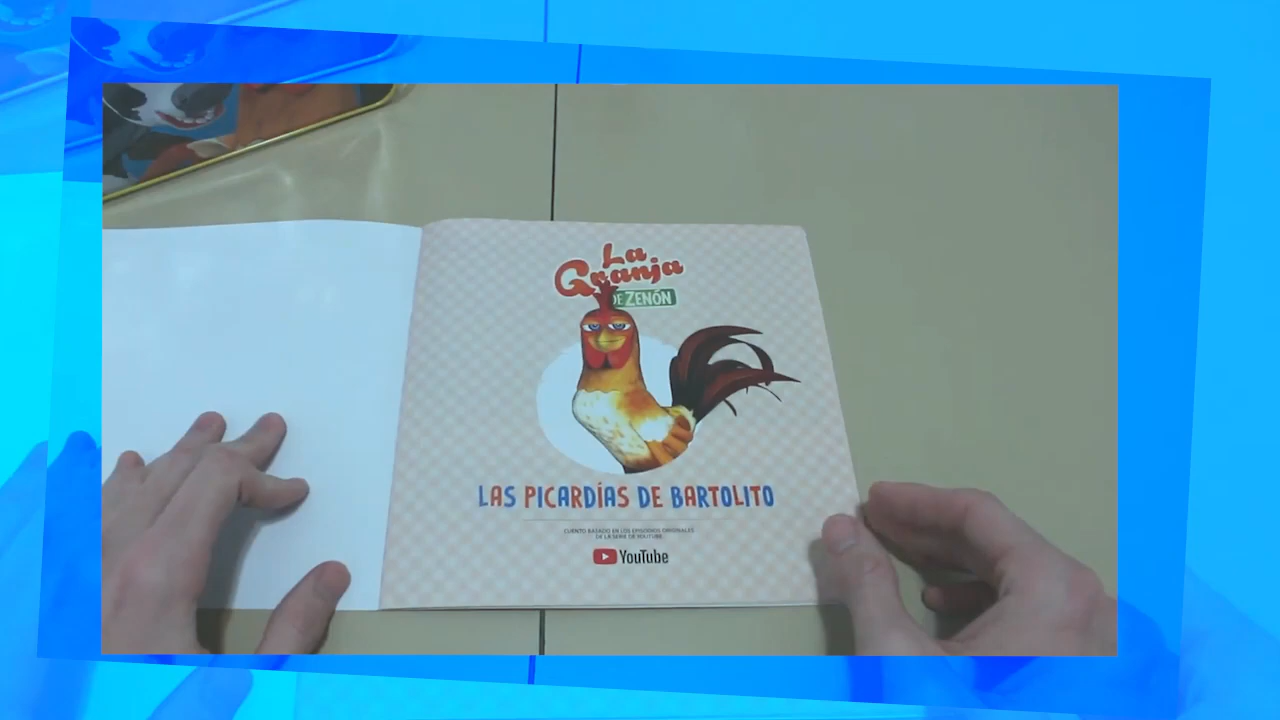 La
Granja
DE ZENÓN
LAS PICARDÍAS DE BARTOLITO
CUENTO BASADO EN LOS EPISODIOS ORIGINALES
DE LA SERIE DE YOUTUBE
YouTube